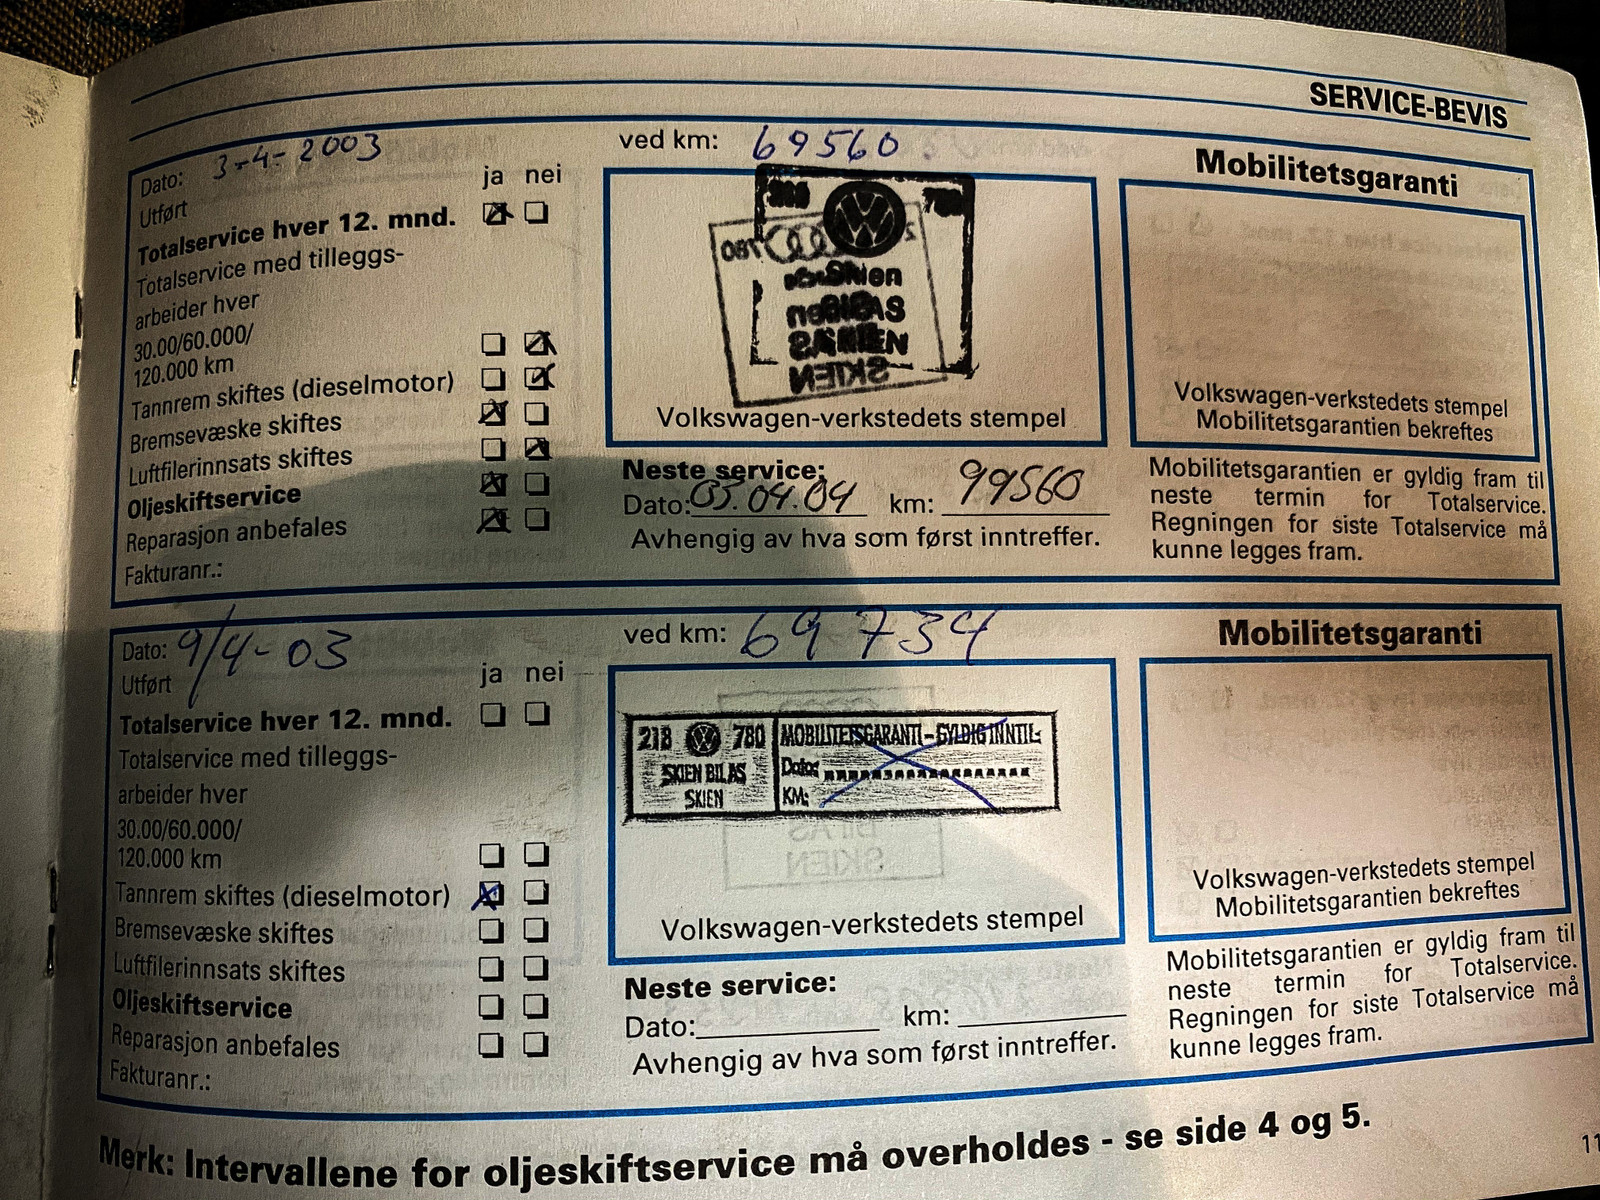 SERVICE-BEVIS
Dato: 3-4-2003
Utført
ja nei
Totalservice hver 12. mnd.
Totalservice med tilleggs-
arbeider hver
30.00/60.000/
120.000 km
Tannrem skiftes (dieselmotor)
Bremsevæske skiftes
Luftfilerinnsats skiftes
Oljeskiftservice
Reparasjon anbefales
Fakturanr.:
ved km: 69560
780
Skien
SKIEN
Volkswagen-verkstedets stempel
Neste service:
Dato: 03.04.04 km: 99560
Avhengig av hva som først inntreffer.
Mobilitetsgaranti
Volkswagen-verkstedets stempel
Mobilitetsgarantien bekreftes
Mobilitetsgarantien er gyldig fram til
neste termin for Totalservice.
Regningen for siste Totalservice må
kunne legges fram.
Dato: 9/4-03
Utført
ja nei
Totalservice hver 12. mnd.
Totalservice med tilleggs-
arbeider hver
30.00/60.000/
120.000 km
Tannrem skiftes (dieselmotor)
Bremsevæske skiftes
Luftfilerinnsats skiftes
Oljeskiftservice
Reparasjon anbefales
Fakturanr.:
ved km: 69 734
218 780
SKIEN BIL AS
SKIEN
MOBILITETSGARANTI - GYLDIG INNTIL:
Dato:
KM:
Volkswagen-verkstedets stempel
Neste service:
Dato: km:
Avhengig av hva som først inntreffer.
Mobilitetsgaranti
Volkswagen-verkstedets stempel
Mobilitetsgarantien bekreftes
Mobilitetsgarantien er gyldig fram til
neste termin for Totalservice.
Regningen for siste Totalservice må
kunne legges fram.
Merk: Intervallene for oljeskiftservice må overholdes - se side 4 og 5.
11